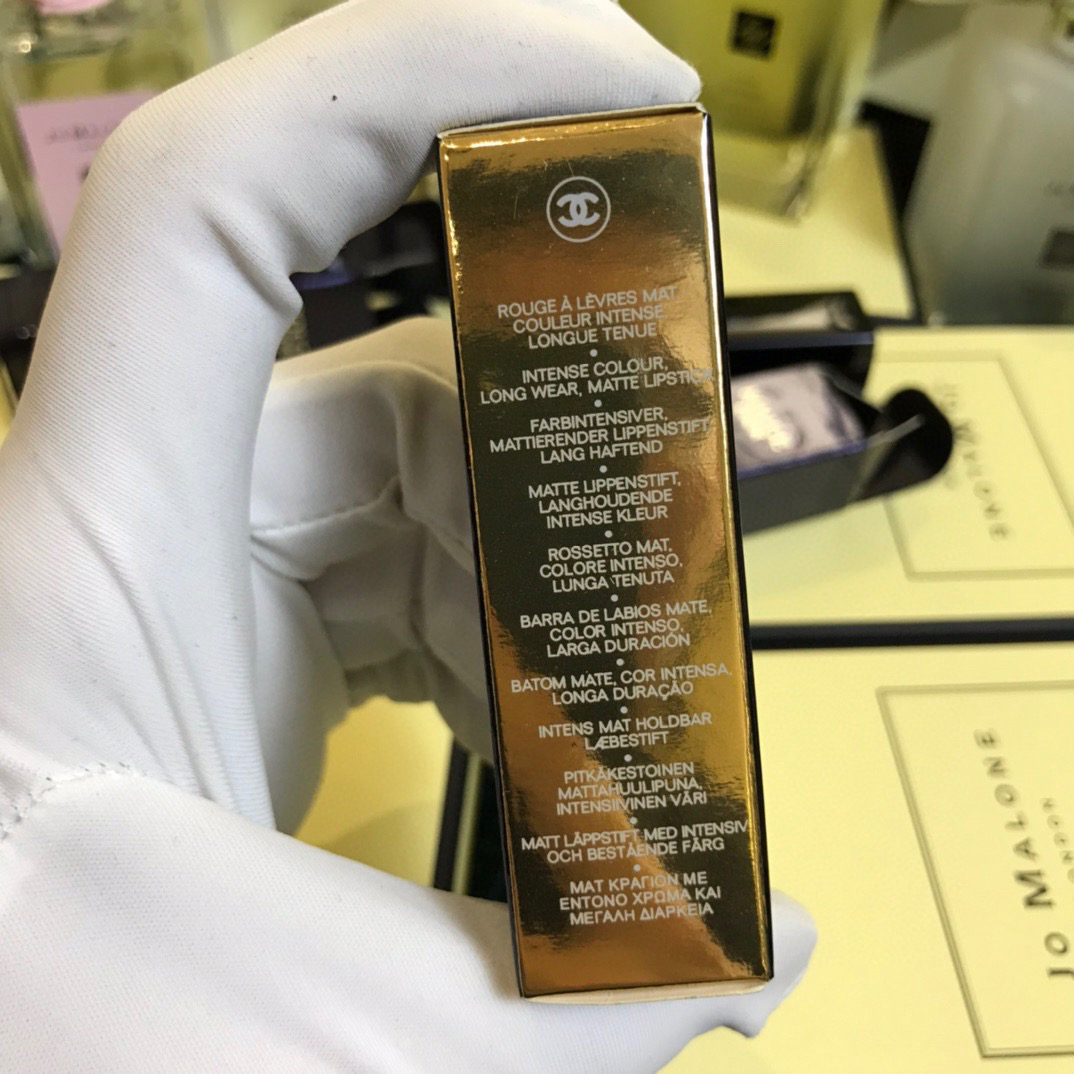 ROUGE À LÈVRES MAT
COULEUR INTENSE
LONGUE TENUE
INTENSE COLOUR,
LONG WEAR, MATTE LIPSTICK
FARBINTENSIVER,
MATTIERENDER LIPPENSTIFT
LANG HAFTEND
MATTE LIPPENSTIFT,
LANGHOUDENDE
INTENSE KLEUR
ROSSETTO MAT,
COLORE INTENSO,
LUNGA TENUTA
BARRA DE LABIOS MATE,
COLOR INTENSO,
LARGA DURACIÓN
BATOM MATE, COR INTENSA,
LONGA DURAÇÃO
INTENS MAT HOLDBAR
LÆBESTIFT
PITKÄKESTOINEN
MATTAHUULIPUNA,
INTENSIIVINEN VÄRI
MATT LÄPPSTIFT MED INTENSIV
OCH BESTÅENDE FÄRG
ΜΑΤ ΚΡΑΓΙΟΝ ΜΕ
ΕΝΤΟΝΟ ΧΡΩΜΑ ΚΑΙ
ΜΕΓΑΛΗ ΔΙΑΡΚΕΙΑ
JO MALONE